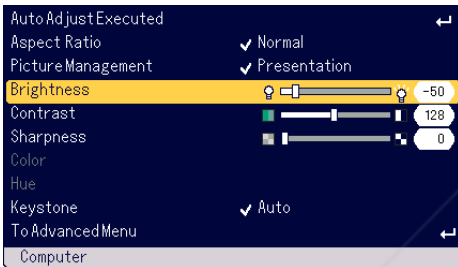 Auto Adjust Executed
Aspect Ratio Normal
Picture Management Presentation
Brightness -50
Contrast 128
Sharpness 0
Color
Hue
Keystone Auto
To Advanced Menu
Computer